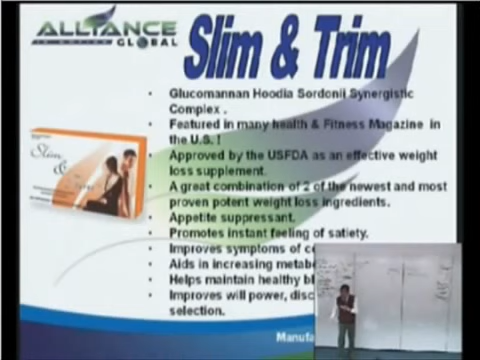 ALLIANCE
IN MOTION
GLOBAL
Slim & Trim
Glucomannan Hoodia Sordonii Synergistic
Complex .
Featured in many health & Fitness Magazine in
the U.S. !
Approved by the USFDA as an effective weight
loss supplement.
A great combination of 2 of the newest and most
proven potent weight loss ingredients.
Appetite suppressant.
Promotes instant feeling of satiety.
Improves symptoms of
Aids in increasing
Helps maintain healthy
Improves will power,
selection.
Slim
&